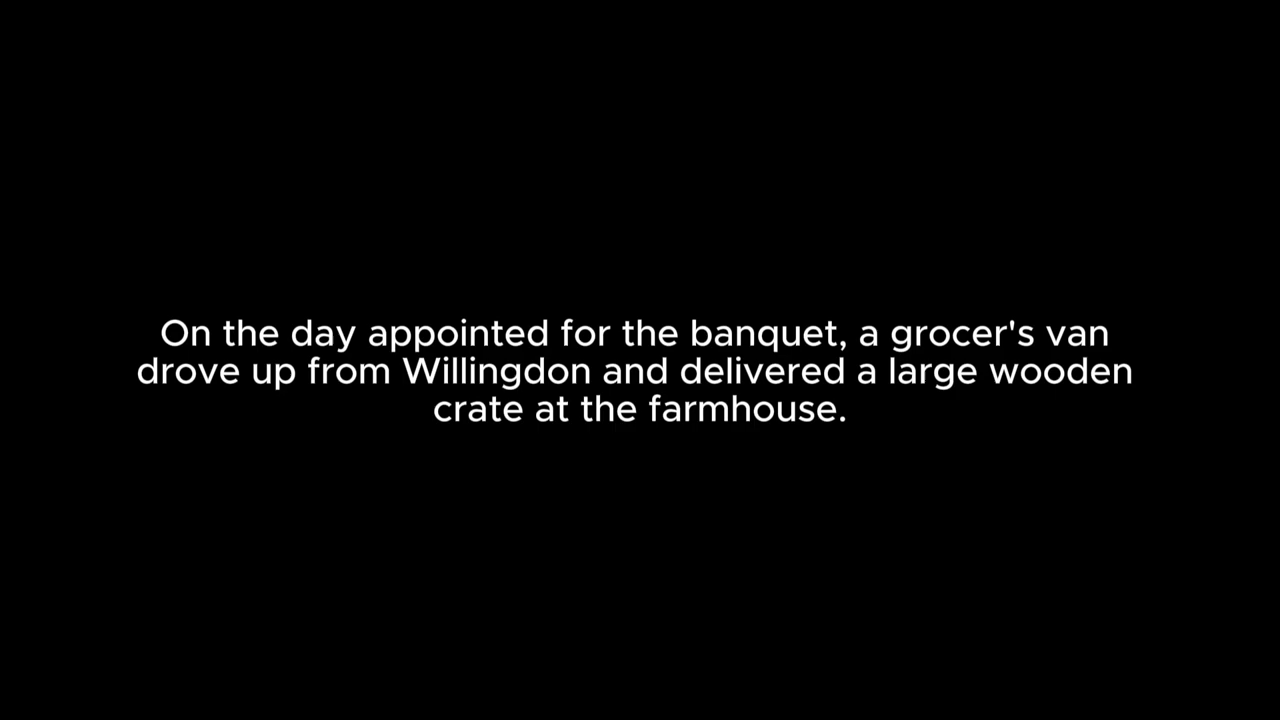 On the day appointed for the banquet, a grocer's van
drove up from Willingdon and delivered a large wooden
crate at the farmhouse.